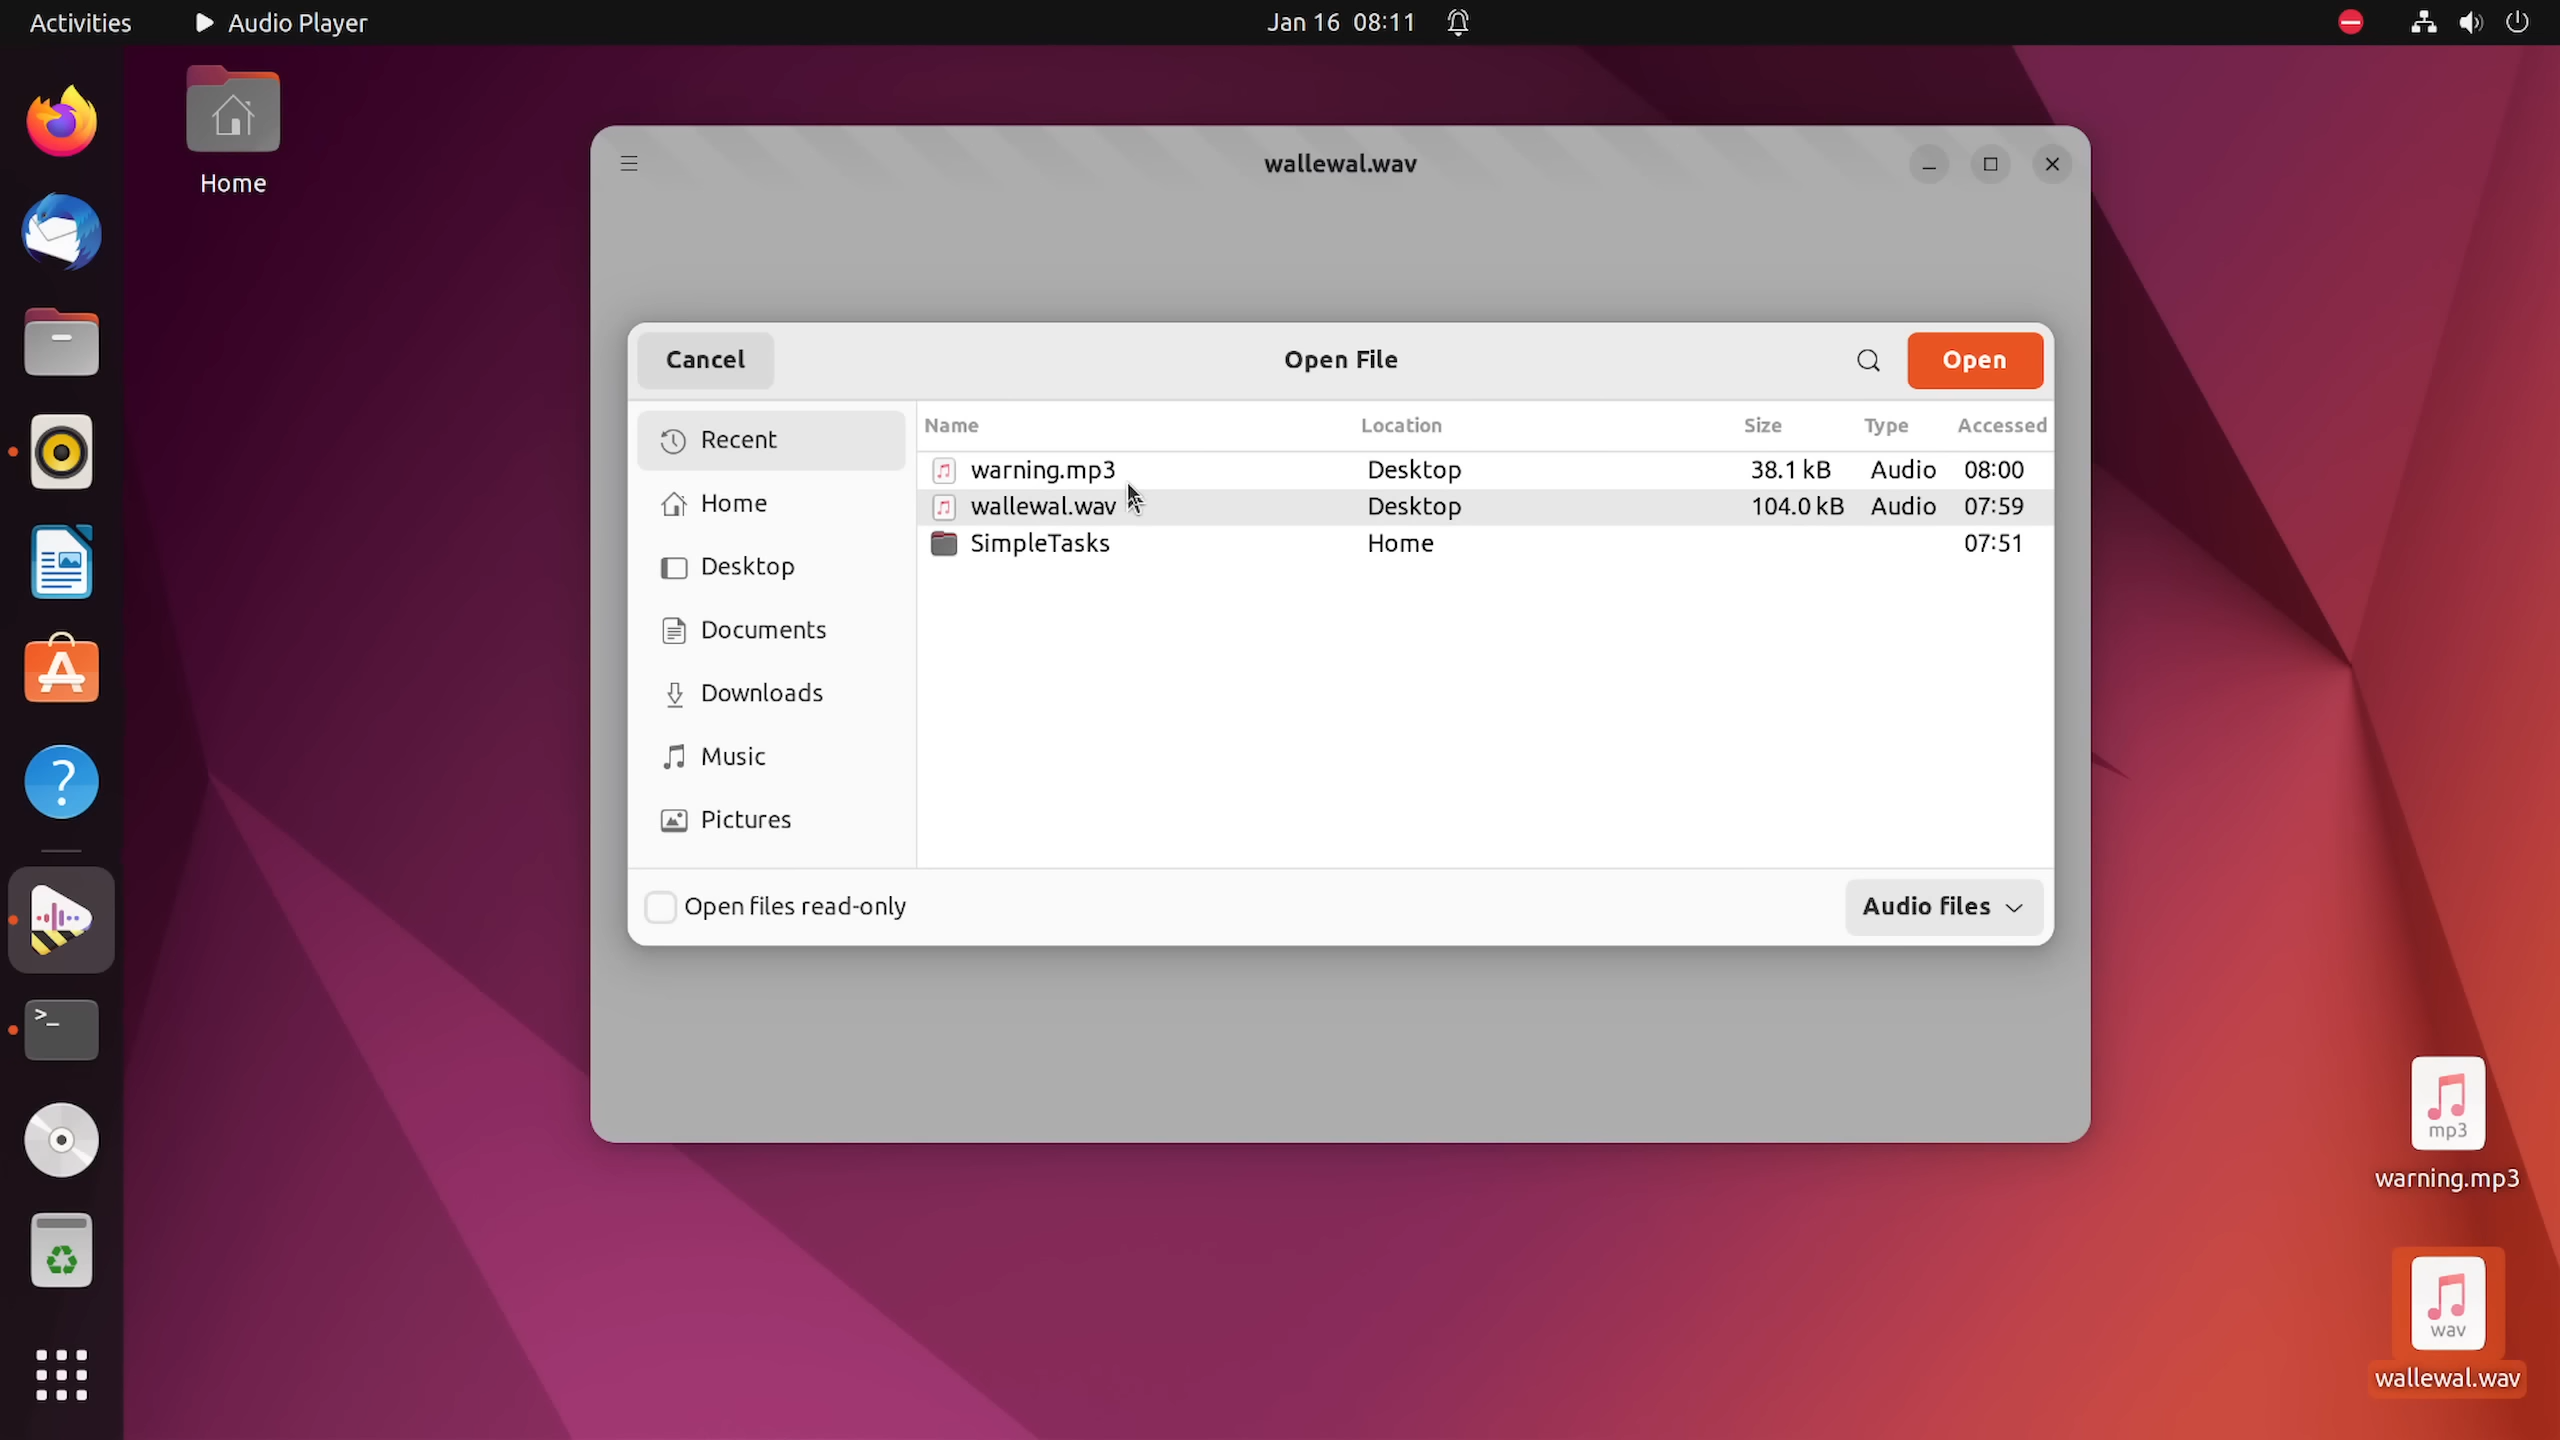 Activities
Audio Player
Jan 16 08:11
Home
wallewal.wav
Cancel
Open File
Open
Recent
Home
Desktop
Documents
Downloads
Music
Pictures
Name Location Size Type Accessed
warning.mp3 Desktop 38.1 kB Audio 08:00
wallewal.wav Desktop 104.0 kB Audio 07:59
SimpleTasks Home 07:51
Open files read-only
Audio files
>_
mp3
warning.mp3
wav
wallewal.wav